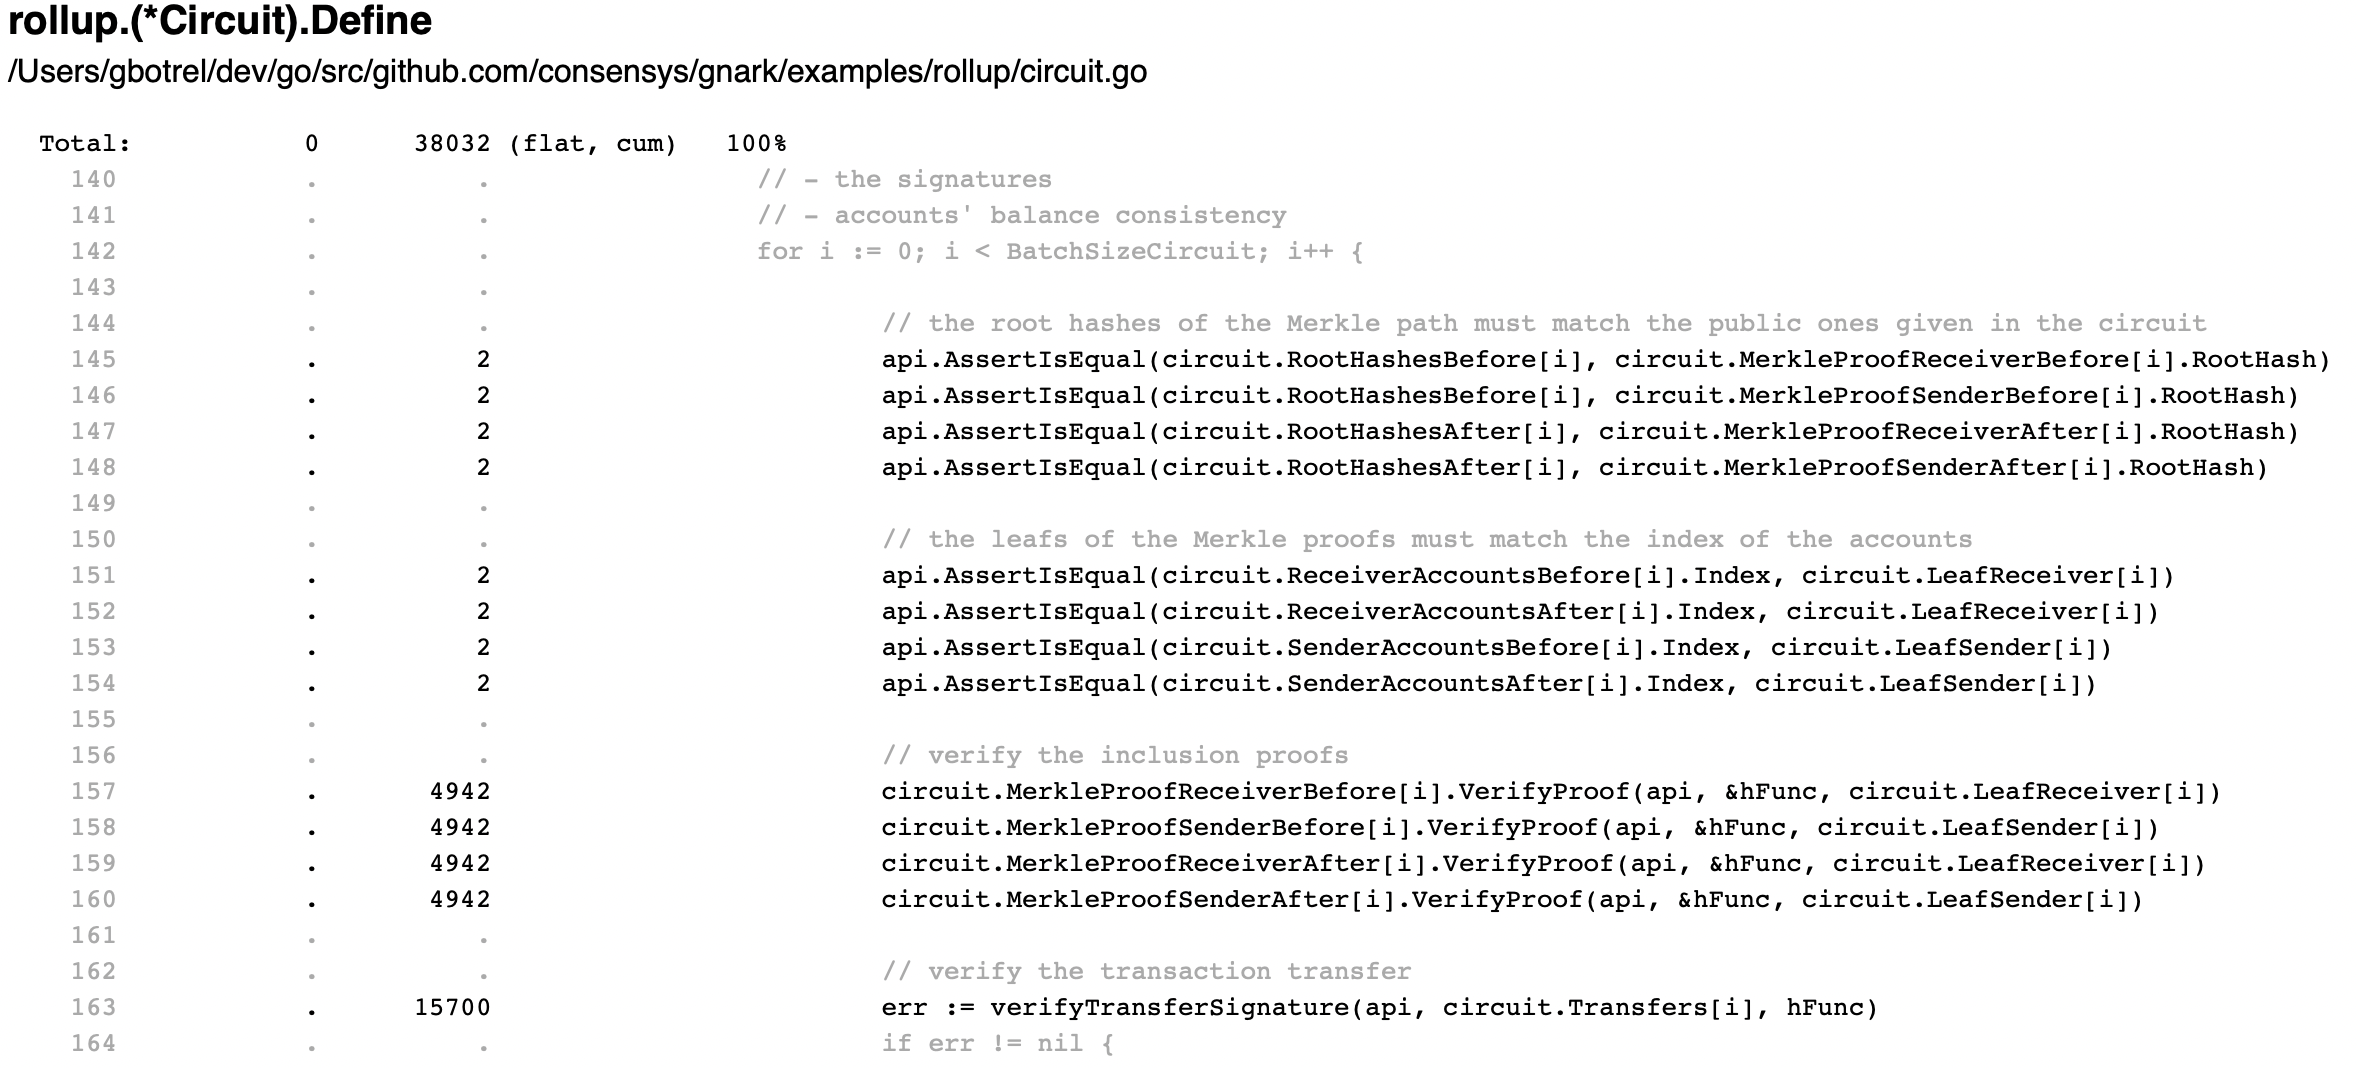 rollup.(*Circuit).Define
/Users/gbotrel/dev/go/src/github.com/consensys/gnark/examples/rollup/circuit.go
Total: 0 38032 (flat, cum) 100%
140 . . // – the signatures
141 . . // – accounts' balance consistency
142 . . for i := 0; i < BatchSizeCircuit; i++ {
143 . .
144 . . // the root hashes of the Merkle path must match the public ones given in the circuit
145 . 2 api.AssertIsEqual(circuit.RootHashesBefore[i], circuit.MerkleProofReceiverBefore[i].RootHash)
146 . 2 api.AssertIsEqual(circuit.RootHashesBefore[i], circuit.MerkleProofSenderBefore[i].RootHash)
147 . 2 api.AssertIsEqual(circuit.RootHashesAfter[i], circuit.MerkleProofReceiverAfter[i].RootHash)
148 . 2 api.AssertIsEqual(circuit.RootHashesAfter[i], circuit.MerkleProofSenderAfter[i].RootHash)
149 . .
150 . . // the leafs of the Merkle proofs must match the index of the accounts
151 . 2 api.AssertIsEqual(circuit.ReceiverAccountsBefore[i].Index, circuit.LeafReceiver[i])
152 . 2 api.AssertIsEqual(circuit.ReceiverAccountsAfter[i].Index, circuit.LeafReceiver[i])
153 . 2 api.AssertIsEqual(circuit.SenderAccountsBefore[i].Index, circuit.LeafSender[i])
154 . 2 api.AssertIsEqual(circuit.SenderAccountsAfter[i].Index, circuit.LeafSender[i])
155 . .
156 . . // verify the inclusion proofs
157 . 4942 circuit.MerkleProofReceiverBefore[i].VerifyProof(api, &hFunc, circuit.LeafReceiver[i])
158 . 4942 circuit.MerkleProofSenderBefore[i].VerifyProof(api, &hFunc, circuit.LeafSender[i])
159 . 4942 circuit.MerkleProofReceiverAfter[i].VerifyProof(api, &hFunc, circuit.LeafReceiver[i])
160 . 4942 circuit.MerkleProofSenderAfter[i].VerifyProof(api, &hFunc, circuit.LeafSender[i])
161 . .
162 . . // verify the transaction transfer
163 . 15700 err := verifyTransferSignature(api, circuit.Transfers[i], hFunc)
164 . . if err != nil {